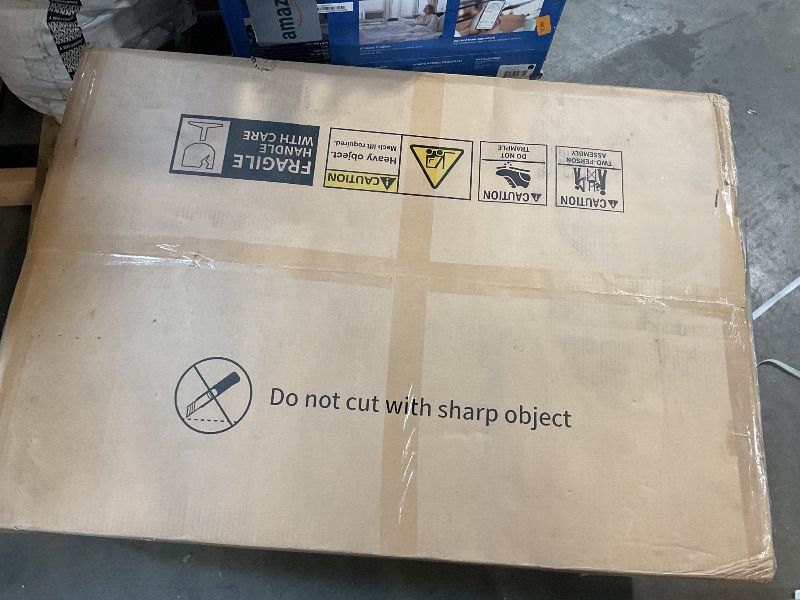 amaz
FRAGILE
HANDLE
WITH CARE
CAUTION
Heavy object.
Mech lift required.
CAUTION
DO NOT
TRAMPLE
CAUTION
TWO-PERSON
ASSEMBLY
Do not cut with sharp object